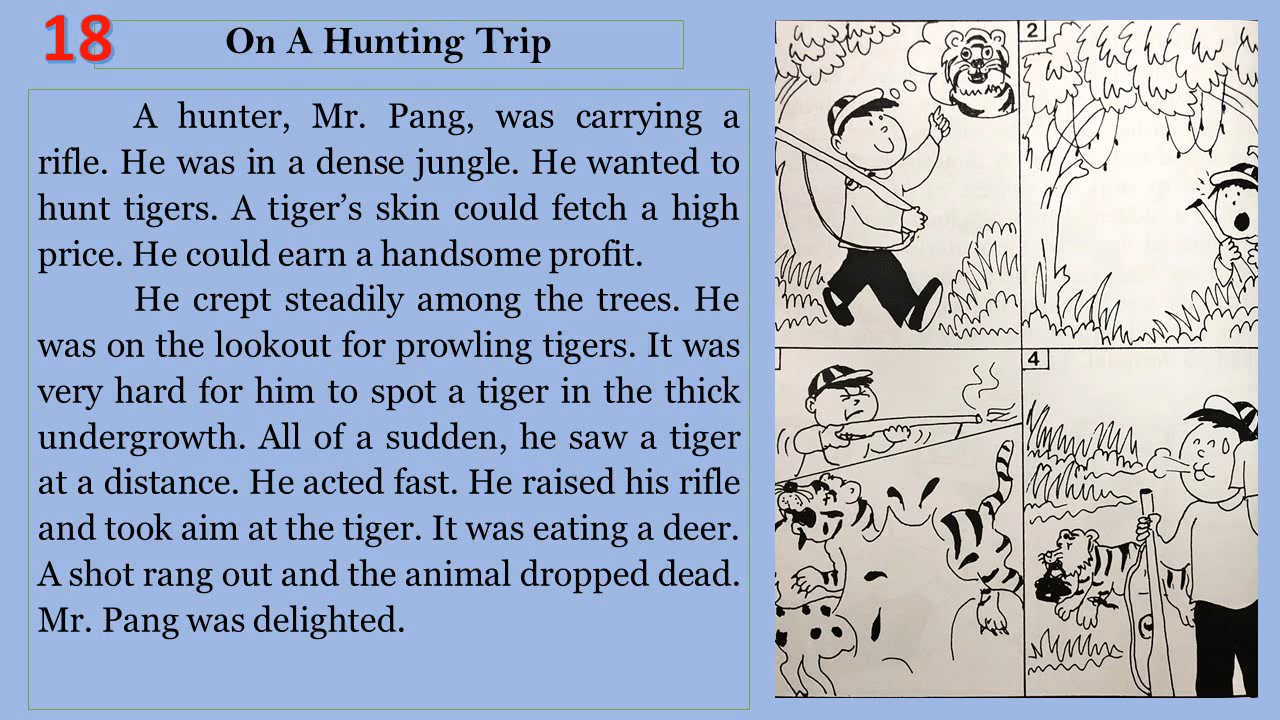 18
On A Hunting Trip
A hunter, Mr. Pang, was carrying a
rifle. He was in a dense jungle. He wanted to
hunt tigers. A tiger’s skin could fetch a high
price. He could earn a handsome profit.
He crept steadily among the trees. He
was on the lookout for prowling tigers. It was
very hard for him to spot a tiger in the thick
undergrowth. All of a sudden, he saw a tiger
at a distance. He acted fast. He raised his rifle
and took aim at the tiger. It was eating a deer.
A shot rang out and the animal dropped dead.
Mr. Pang was delighted.
2
4